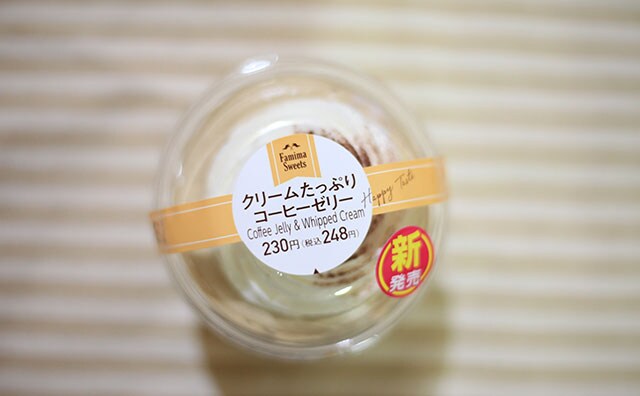 Famima
Sweets
クリームたっぷり
コーヒーゼリー
Coffee Jelly & Whipped Cream
230円(税込248円)
Happy Taste
新
発売